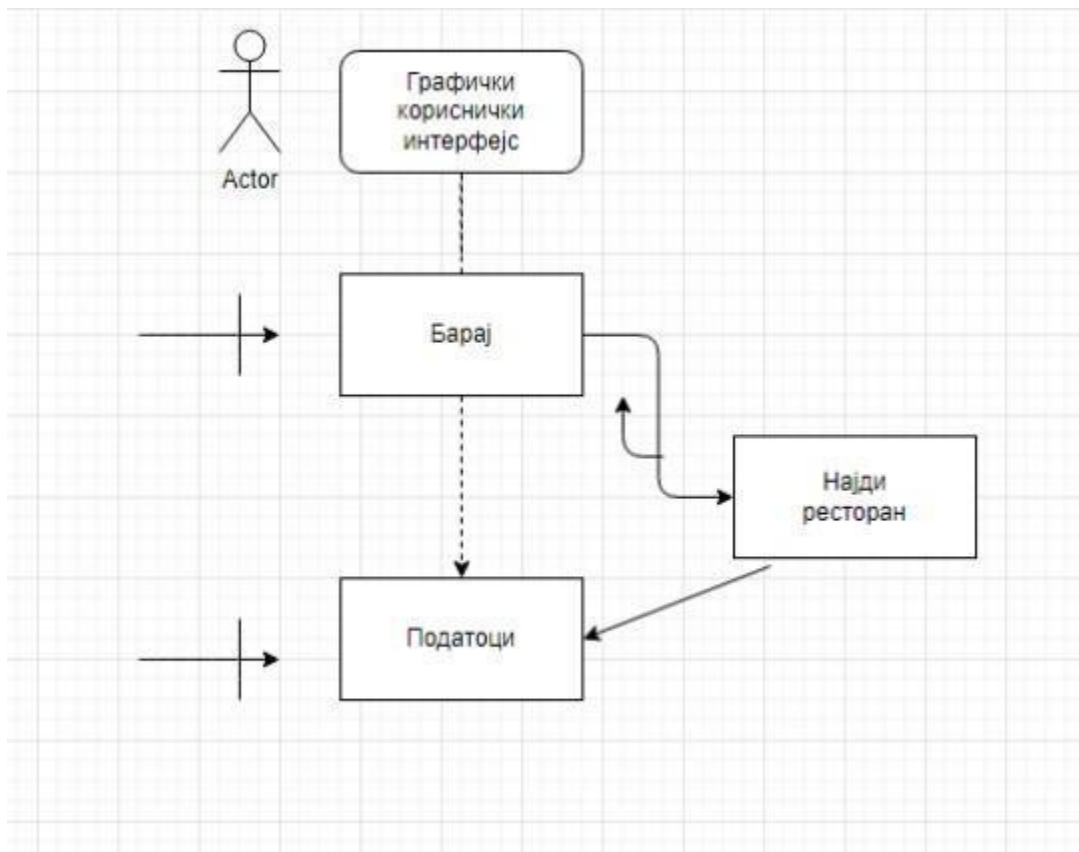 Графички
кориснички
интерфејс
Actor
Барај
Најди
ресторан
Податоци